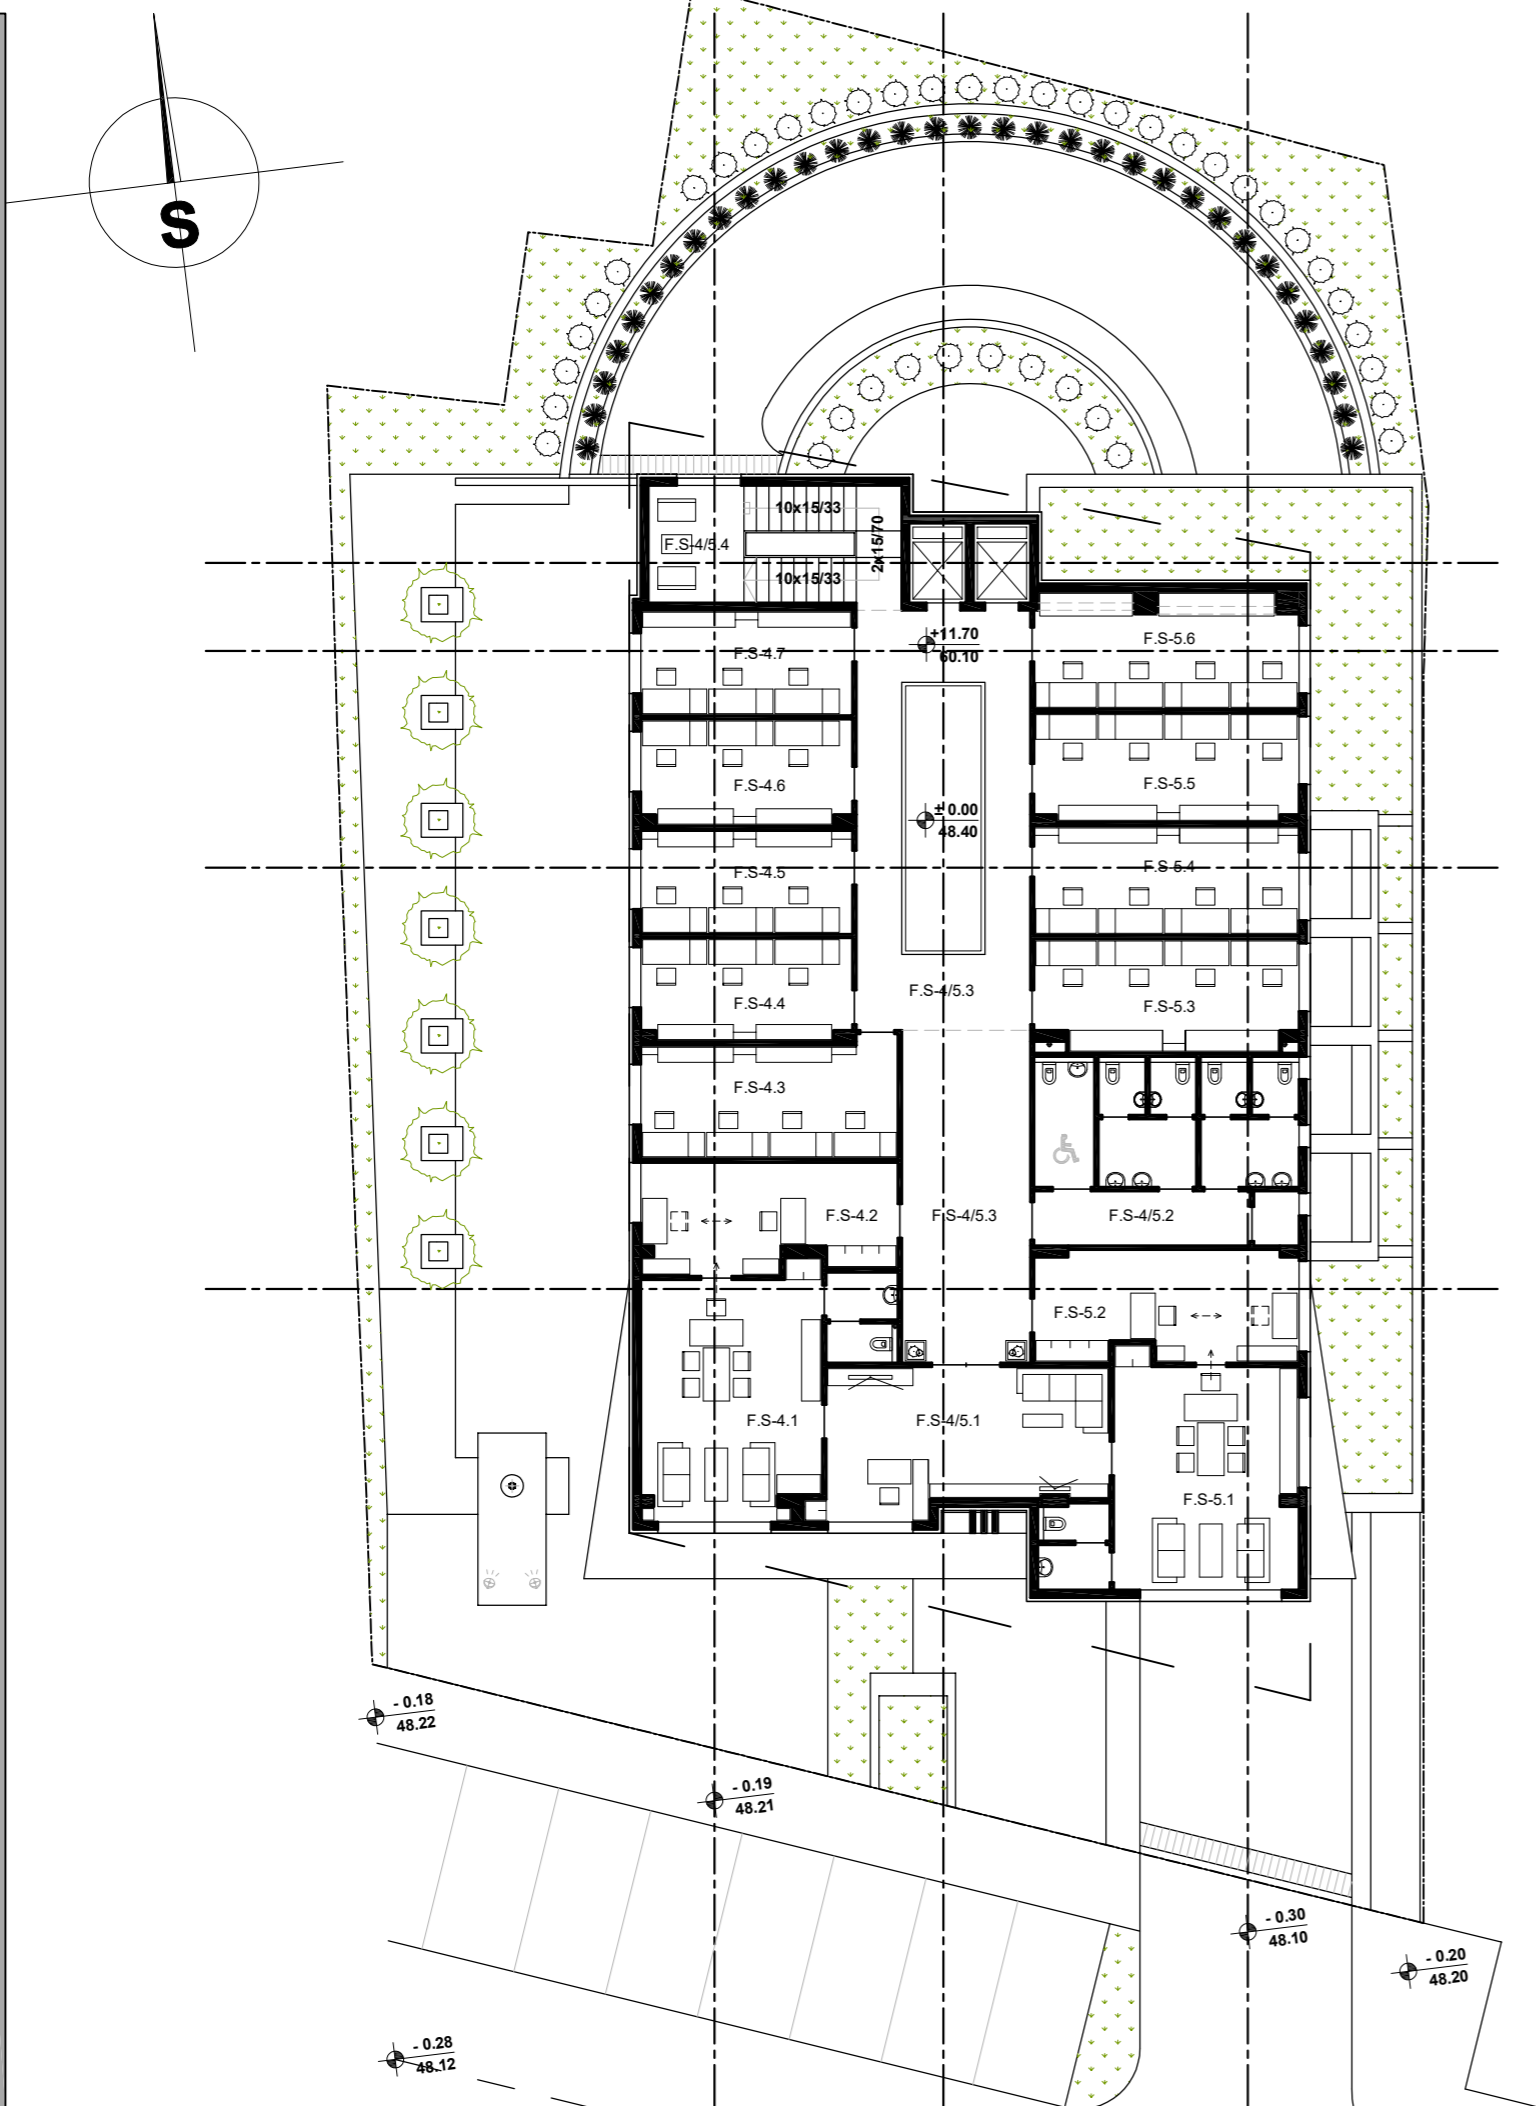 S
10x15/33
F.S-4/5.4
2x15/70
10x15/33
+11.70
60.10
F.S-4.7
F.S-5.6
F.S-4.6
F.S-5.5
± 0.00
48.40
F.S-4.5
F.S-5.4
F.S-4/5.3
F.S-4.4
F.S-5.3
F.S-4.3
F.S-4.2
F.S-4/5.3
F.S-4/5.2
F.S-5.2
F.S-4.1
F.S-4/5.1
F.S-5.1
- 0.18
48.22
- 0.19
48.21
- 0.30
48.10
- 0.20
48.20
- 0.28
48.12